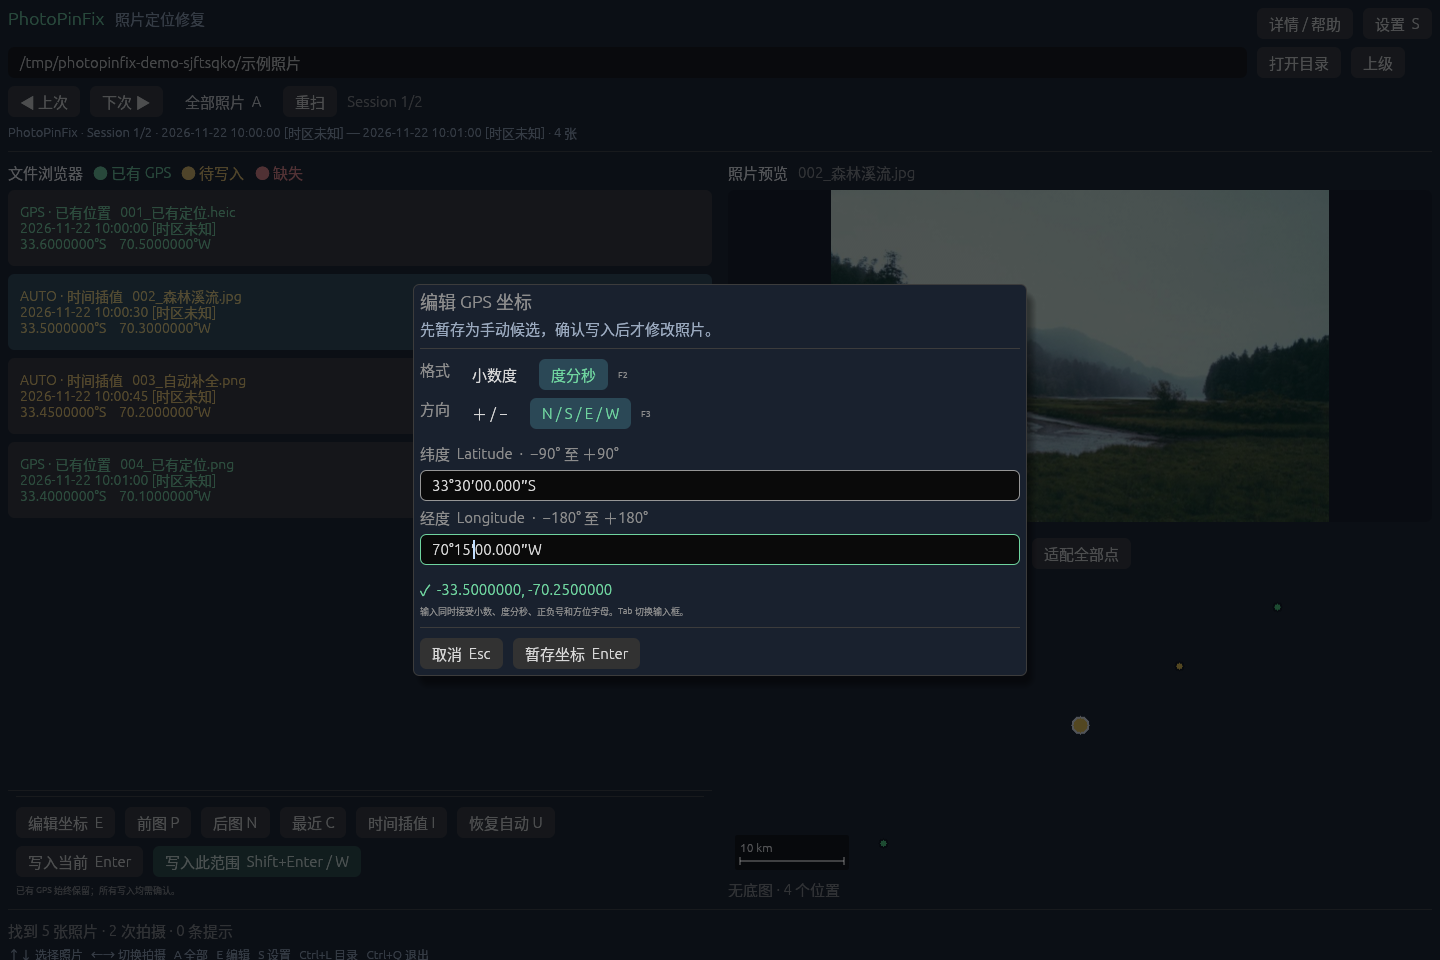 PhotoPinFix 照片定位修复
详情 / 帮助
设置 S
/tmp/photopinfix-demo-sjftsqko/示例照片
打开目录
上级
◀ 上次
下次 ▶
全部照片 A
重扫
Session 1/2
PhotoPinFix · Session 1/2 · 2026-11-22 10:00:00 [时区未知] — 2026-11-22 10:01:00 [时区未知] · 4 张
文件浏览器 已有 GPS 待写入 缺失
GPS · 已有位置 001_已有定位.heic
2026-11-22 10:00:00 [时区未知]
33.6000000°S 70.5000000°W
AUTO · 时间插值 002_森林溪流.jpg
2026-11-22 10:00:30 [时区未知]
33.5000000°S 70.3000000°W
AUTO · 时间插值 003_自动补全.png
2026-11-22 10:00:45 [时区未知]
33.4500000°S 70.2000000°W
GPS · 已有位置 004_已有定位.png
2026-11-22 10:01:00 [时区未知]
33.4000000°S 70.1000000°W
照片预览 002_森林溪流.jpg
编辑 GPS 坐标
先暂存为手动候选，确认写入后才修改照片。
格式 小数度 度分秒 F2
方向 + / − N / S / E / W F3
纬度 Latitude · −90° 至 +90°
33°30′00.000″S
经度 Longitude · −180° 至 +180°
70°15′00.000″W
✓ -33.5000000, -70.2500000
输入同时接受小数、度分秒、正负号和方位字母。Tab 切换输入框。
取消 Esc
暂存坐标 Enter
适配全部点
10 km
无底图 · 4 个位置
编辑坐标 E
前图 P
后图 N
最近 C
时间插值 I
恢复自动 U
写入当前 Enter
写入此范围 Shift+Enter / W
已有 GPS 始终保留；所有写入均需确认。
找到 5 张照片 · 2 次拍摄 · 0 条提示
↑↓ 选择照片 ←→ 切换拍摄 A 全部 E 编辑 S 设置 Ctrl+L 目录 Ctrl+Q 退出